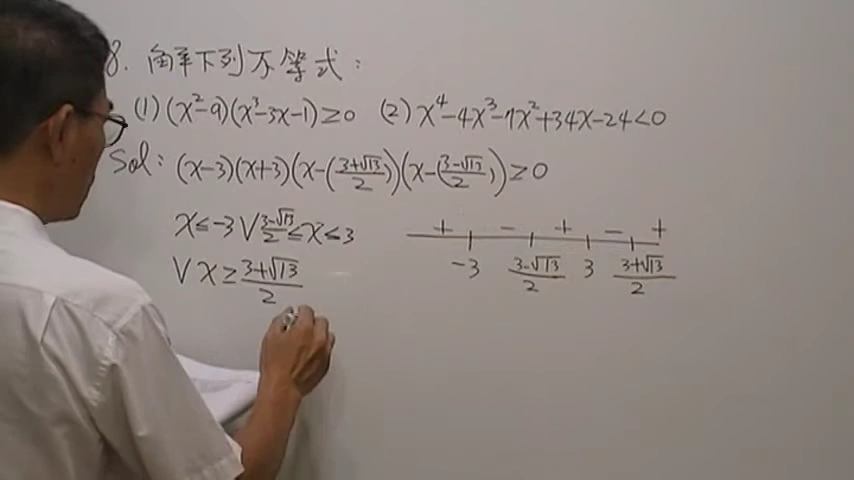 8. 解下列不等式：
(1) (x²-9)(x³-3x-1)≥0 (2) x⁴-4x³-7x²+34x-24<0
Sol： (x-3)(x+3)(x-(3+√13)/2)(x-(3-√13)/2)≥0
x≤-3 ∨ (3-√13)/2≤x≤3
∨ x≥(3+√13)/2
+ - + - +
-3 (3-√13)/2 3 (3+√13)/2